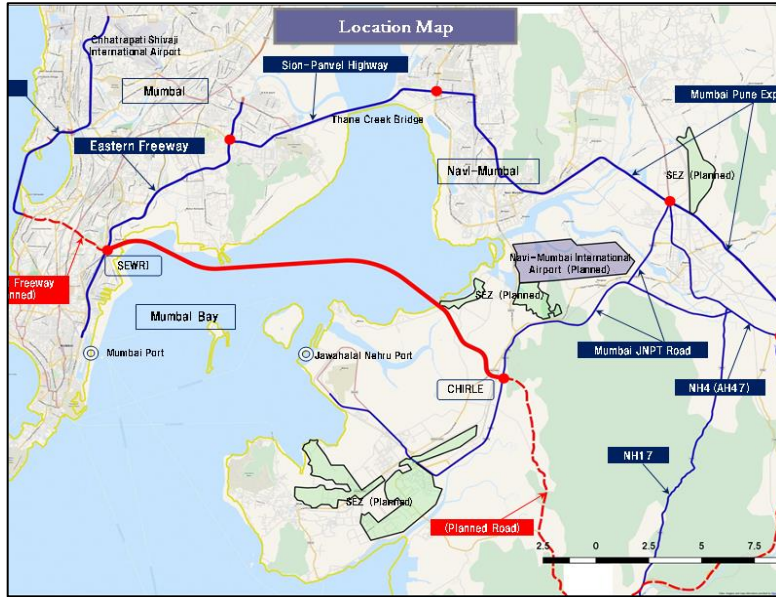 Location Map
Chhatrapati Shivaji
International Airport
Sion-Panvel Highway
Mumbai
Mumbai Pune Exp
Thane Creek Bridge
Eastern Freeway
Navi-Mumbai
SEZ (Planned)
SEWRI
Navi-Mumbai International
Airport (Planned)
Freeway
nned)
SEZ (Planned)
Mumbai Bay
Mumbai Port
Jawahalal Nehru Port
Mumbai JNPT Road
CHIRLE
NH4 (AH47)
NH17
SEZ (Planned)
(Planned Road)
2.5 0 2.5 5 7.5